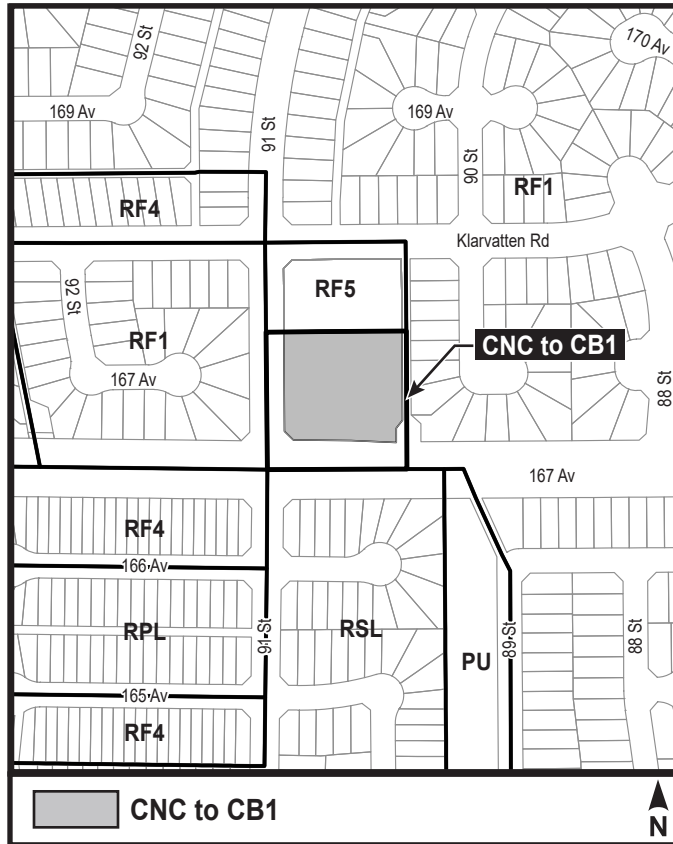 170 Av
92 St
169 Av
91 St
169 Av
90 St
RF1
RF4
Klarvatten Rd
RF5
92 St
RF1
CNC to CB1
167 Av
88 St
167 Av
RF4
166 Av
RPL
91 St
RSL
PU
89 St
88 St
165 Av
RF4
CNC to CB1
N